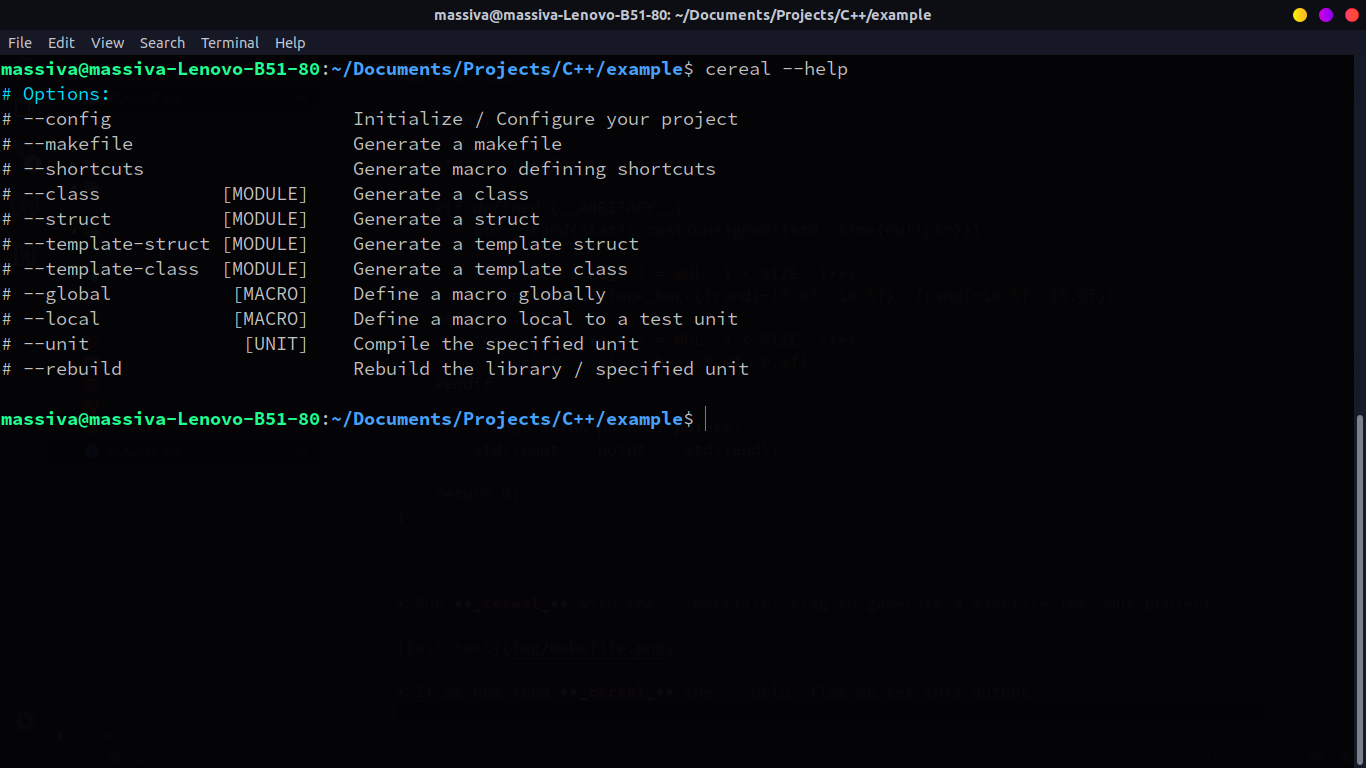 massiva@massiva-Lenovo-B51-80: ~/Documents/Projects/C++/example
File Edit View Search Terminal Help
massiva@massiva-Lenovo-B51-80:~/Documents/Projects/C++/example$ cereal --help
# Options:
# --config Initialize / Configure your project
# --makefile Generate a makefile
# --shortcuts Generate macro defining shortcuts
# --class [MODULE] Generate a class
# --struct [MODULE] Generate a struct
# --template-struct [MODULE] Generate a template struct
# --template-class [MODULE] Generate a template class
# --global [MACRO] Define a macro globally
# --local [MACRO] Define a macro local to a test unit
# --unit [UNIT] Compile the specified unit
# --rebuild Rebuild the library / specified unit
massiva@massiva-Lenovo-B51-80:~/Documents/Projects/C++/example$